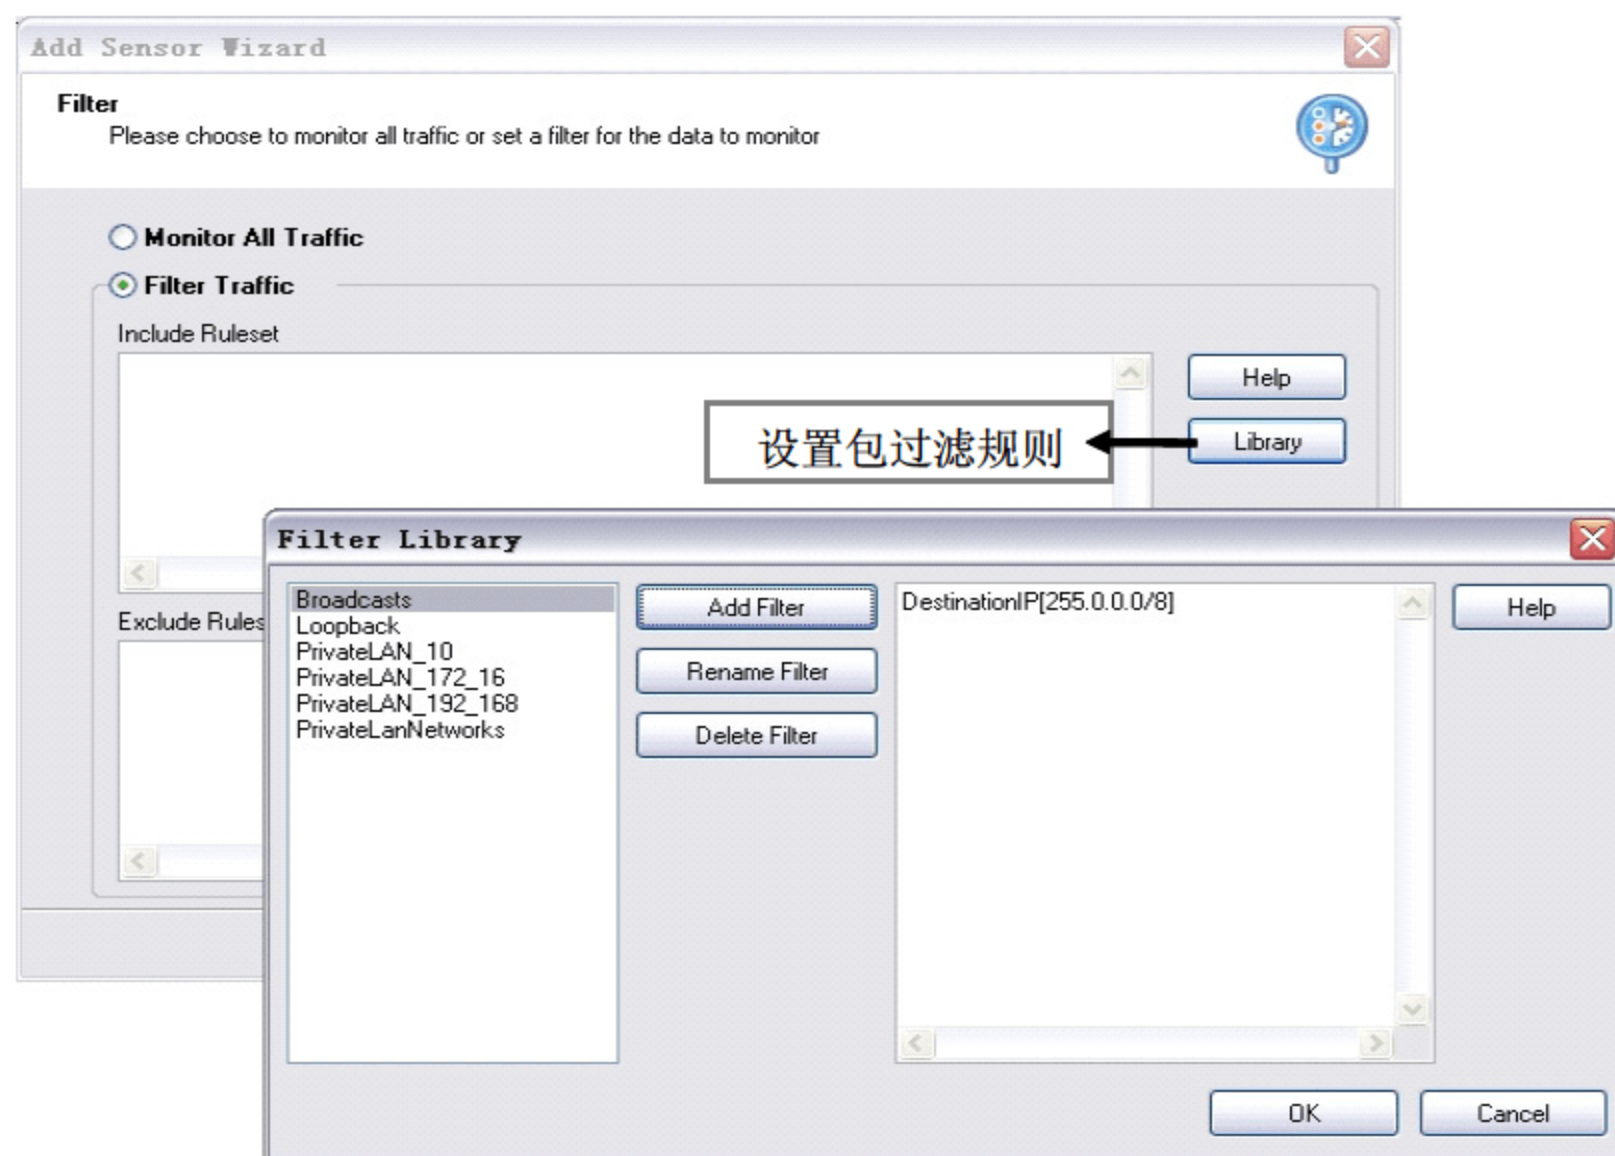 Add Sensor Wizard
Filter
Please choose to monitor all traffic or set a filter for the data to monitor
Monitor All Traffic
Filter Traffic
Include Ruleset
Help
设置包过滤规则
Library
Filter Library
Exclude Rules
Broadcasts
Loopback
PrivateLAN_10
PrivateLAN_172_16
PrivateLAN_192_168
PrivateLanNetworks
Add Filter
Rename Filter
Delete Filter
DestinationIP[255.0.0.0/8]
Help
OK
Cancel